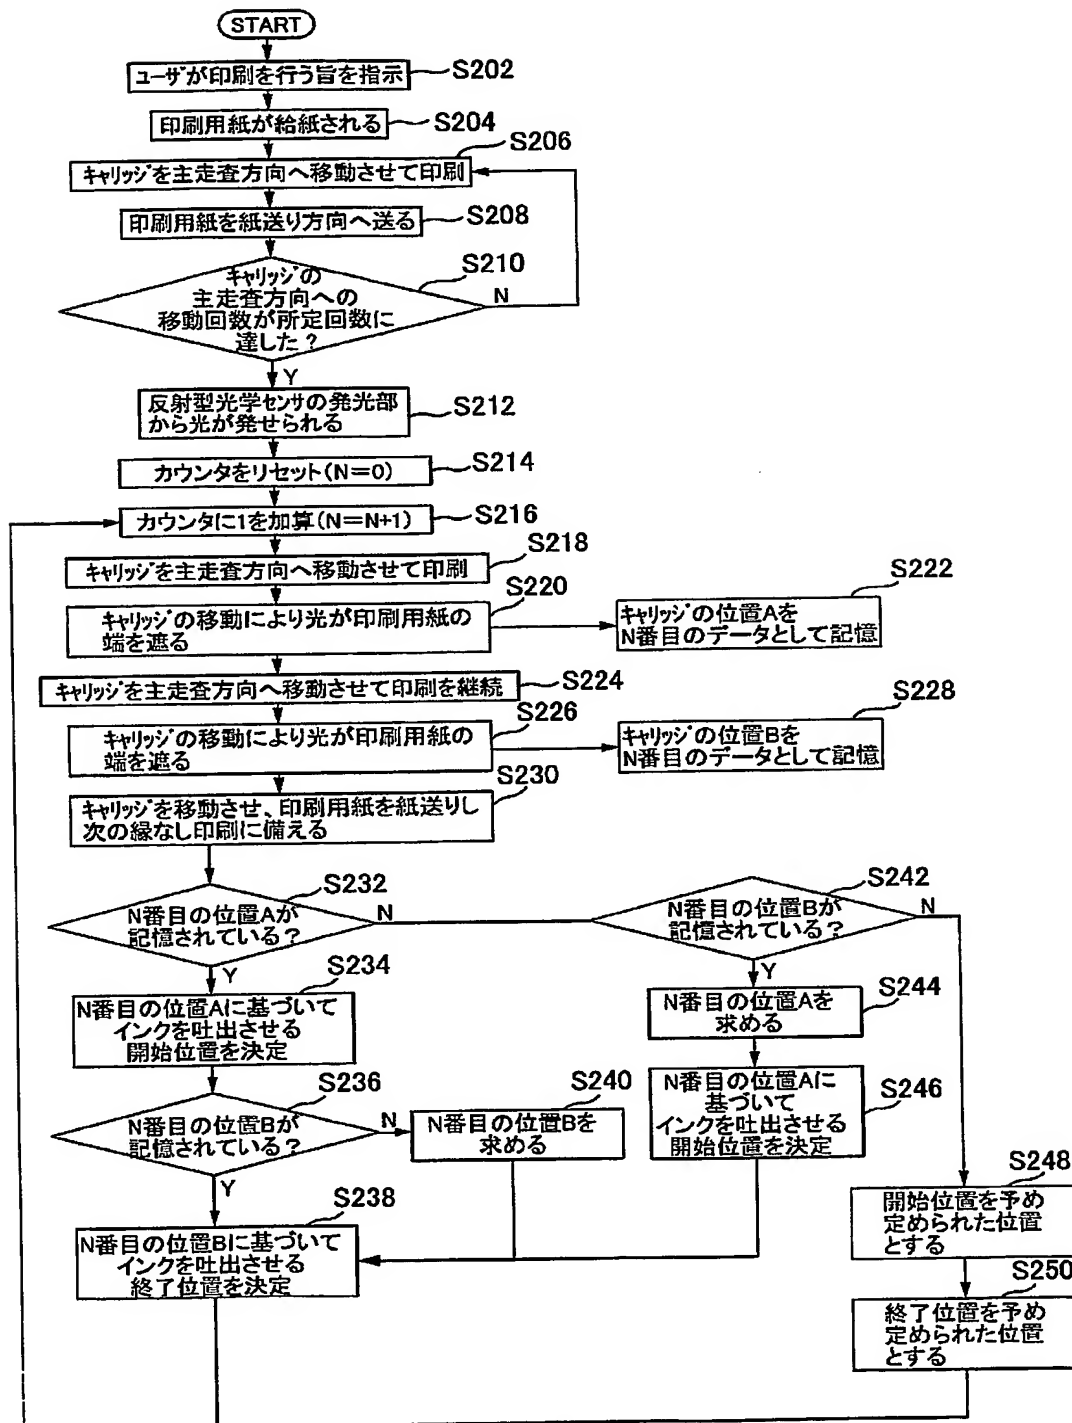 START
ユーザが印刷を行う旨を指示
S202
印刷用紙が給紙される
S204
S206
キャリッジを主走査方向へ移動させて印刷
印刷用紙を紙送り方向へ送る
S208
S210
キャリッジの
主走査方向への
移動回数が所定回数に
達した？
N
Y
反射型光学センサの発光部
から光が発せられる
S212
カウンタをリセット(N=0)
S214
カウンタに1を加算(N=N+1)
S216
S218
キャリッジを主走査方向へ移動させて印刷
S220
キャリッジの移動により光が印刷用紙の
端を遮る
S222
キャリッジの位置Aを
N番目のデータとして記憶
キャリッジを主走査方向へ移動させて印刷を継続
S224
S226
キャリッジの移動により光が印刷用紙の
端を遮る
S228
キャリッジの位置Bを
N番目のデータとして記憶
S230
キャリッジを移動させ、印刷用紙を紙送りし
次の縁なし印刷に備える
S232
N番目の位置Aが
記憶されている？
N
Y
S242
N番目の位置Bが
記憶されている？
N
Y
S234
N番目の位置Aに基づいて
インクを吐出させる
開始位置を決定
S244
N番目の位置Aを
求める
S236
N番目の位置Bが
記憶されている？
N
Y
S240
N番目の位置Bを
求める
S246
N番目の位置Aに
基づいて
インクを吐出させる
開始位置を決定
S238
N番目の位置Bに基づいて
インクを吐出させる
終了位置を決定
S248
開始位置を予め
定められた位置
とする
S250
終了位置を予め
定められた位置
とする